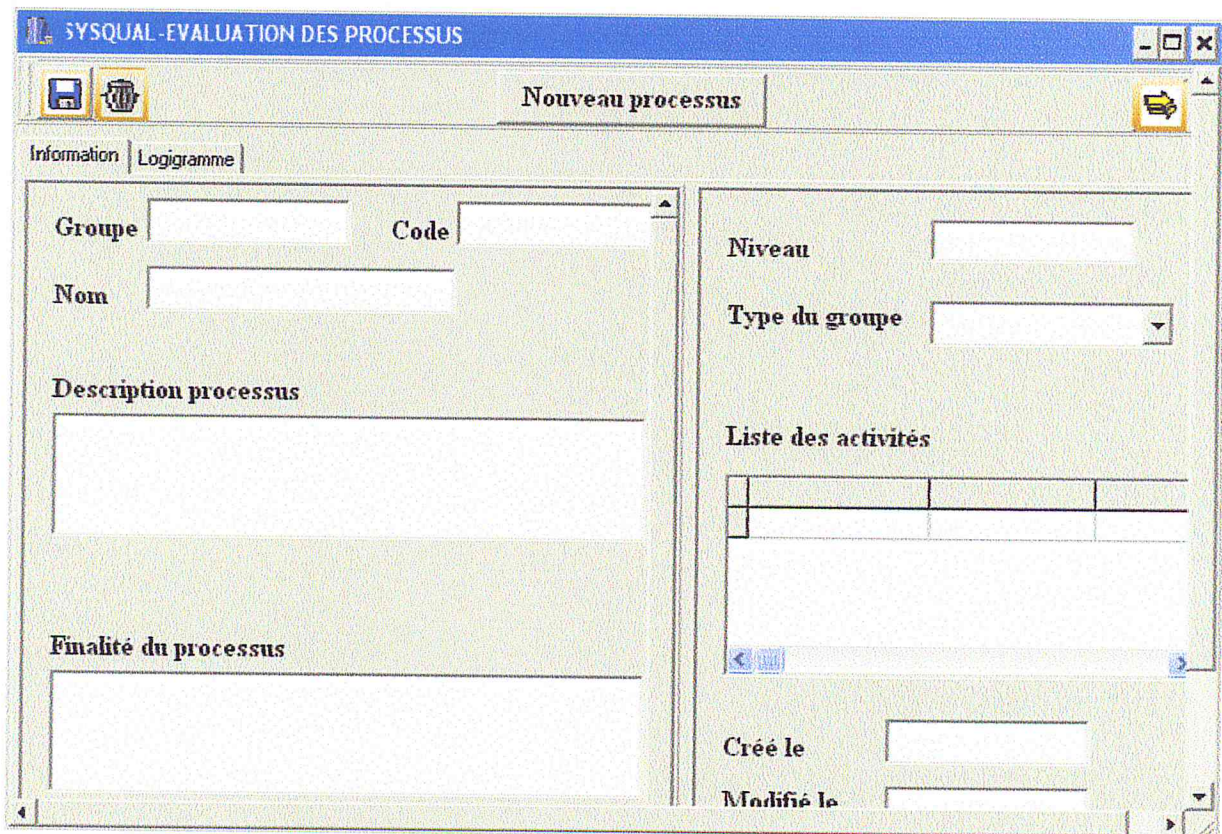 SYSQUAL-EVALUATION DES PROCESSUS
Nouveau processus
Information
Logigramme
Groupe
Code
Nom
Description processus
Finalité du processus
Niveau
Type du groupe
Liste des activités
Créé le
Modifié le